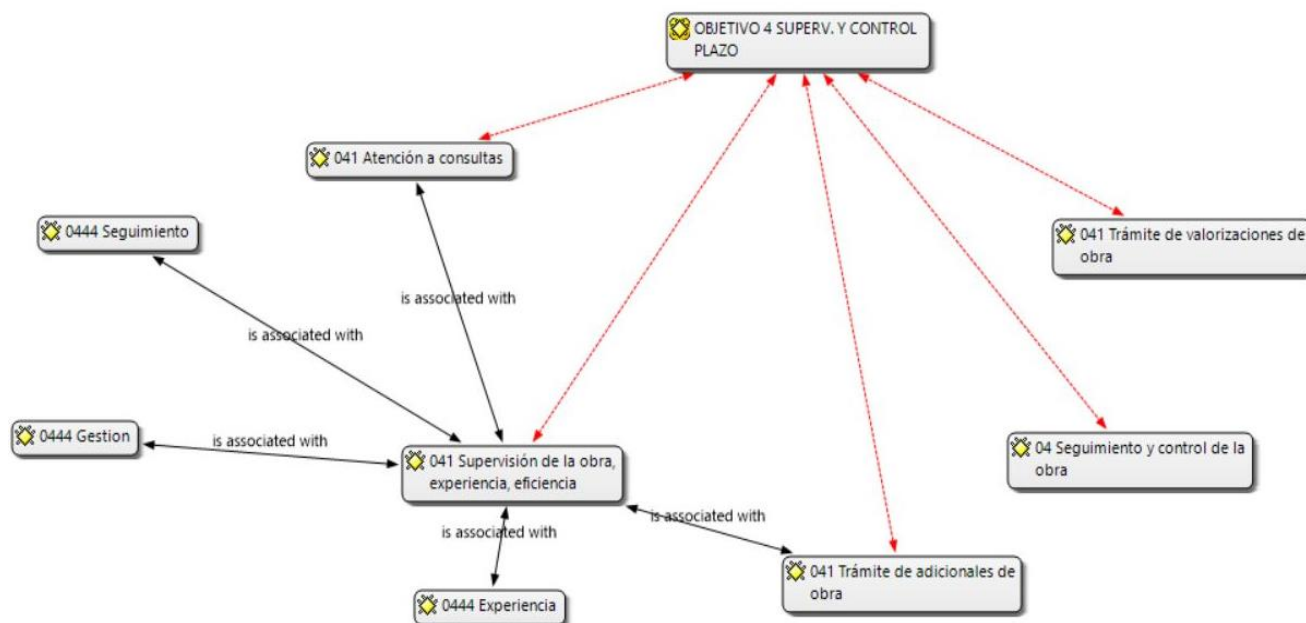 OBJETIVO 4 SUPERV. Y CONTROL
PLAZO
041 Atención a consultas
0444 Seguimiento
041 Trámite de valorizaciones de
obra
is associated with
is associated with
0444 Gestion
is associated with
041 Supervisión de la obra,
experiencia, eficiencia
04 Seguimiento y control de la
obra
is associated with
is associated with
041 Trámite de adicionales de
obra
0444 Experiencia